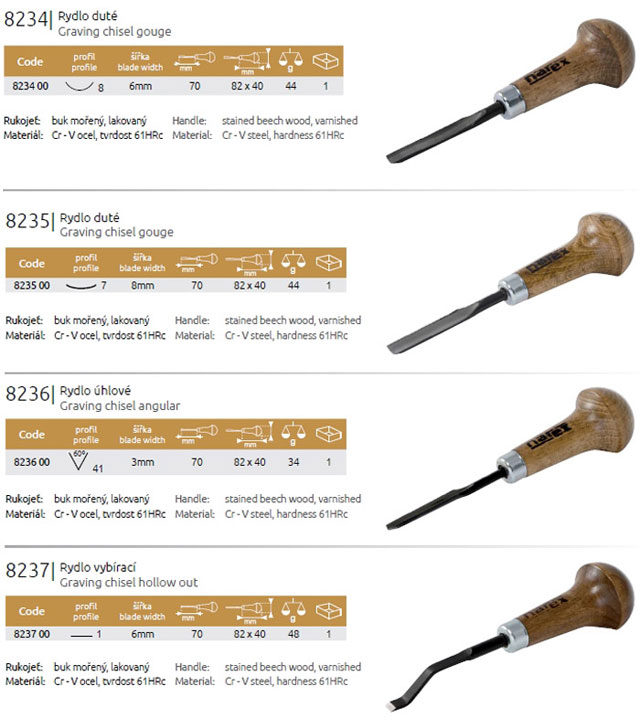 8234 Rydlo duté
Graving chisel gouge
Code profil profile šířka blade width mm mm g
8234 00 8 6mm 70 82 x 40 44 1
Rukojeť: buk mořený, lakovaný Handle: stained beech wood, varnished
Materiál: Cr - V ocel, tvrdost 61HRc Material: Cr - V steel, hardness 61HRc
narex
8235 Rydlo duté
Graving chisel gouge
Code profil profile šířka blade width mm mm g
8235 00 7 8mm 70 82 x 40 44 1
Rukojeť: buk mořený, lakovaný Handle: stained beech wood, varnished
Materiál: Cr - V ocel, tvrdost 61HRc Material: Cr - V steel, hardness 61HRc
narex
8236 Rydlo úhlové
Graving chisel angular
Code profil profile šířka blade width mm mm g
8236 00 60° 41 3mm 70 82 x 40 34 1
Rukojeť: buk mořený, lakovaný Handle: stained beech wood, varnished
Materiál: Cr - V ocel, tvrdost 61HRc Material: Cr - V steel, hardness 61HRc
narex
8237 Rydlo vybírací
Graving chisel hollow out
Code profil profile šířka blade width mm mm g
8237 00 1 6mm 70 82 x 40 48 1
Rukojeť: buk mořený, lakovaný Handle: stained beech wood, varnished
Materiál: Cr - V ocel, tvrdost 61HRc Material: Cr - V steel, hardness 61HRc
narex